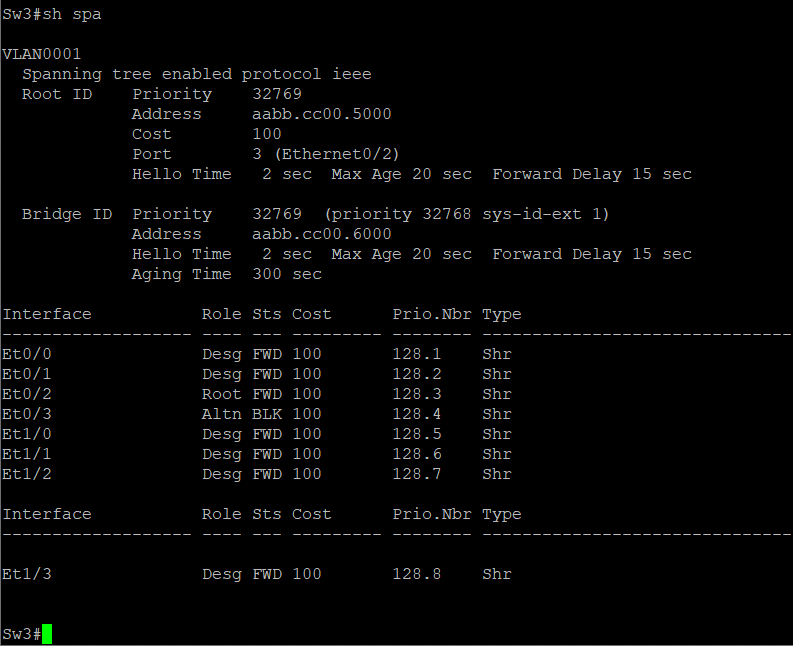 Sw3#sh spa
VLAN0001
  Spanning tree enabled protocol ieee
  Root ID    Priority    32769
             Address     aabb.cc00.5000
             Cost        100
             Port        3 (Ethernet0/2)
             Hello Time   2 sec  Max Age 20 sec  Forward Delay 15 sec
  Bridge ID  Priority    32769  (priority 32768 sys-id-ext 1)
             Address     aabb.cc00.6000
             Hello Time   2 sec  Max Age 20 sec  Forward Delay 15 sec
             Aging Time  300 sec
Interface           Role Sts Cost      Prio.Nbr Type
------------------- ---- --- --------- -------- -------------------------------
Et0/0               Desg FWD 100       128.1    Shr
Et0/1               Desg FWD 100       128.2    Shr
Et0/2               Root FWD 100       128.3    Shr
Et0/3               Altn BLK 100       128.4    Shr
Et1/0               Desg FWD 100       128.5    Shr
Et1/1               Desg FWD 100       128.6    Shr
Et1/2               Desg FWD 100       128.7    Shr
Interface           Role Sts Cost      Prio.Nbr Type
------------------- ---- --- --------- -------- -------------------------------
Et1/3               Desg FWD 100       128.8    Shr
Sw3#